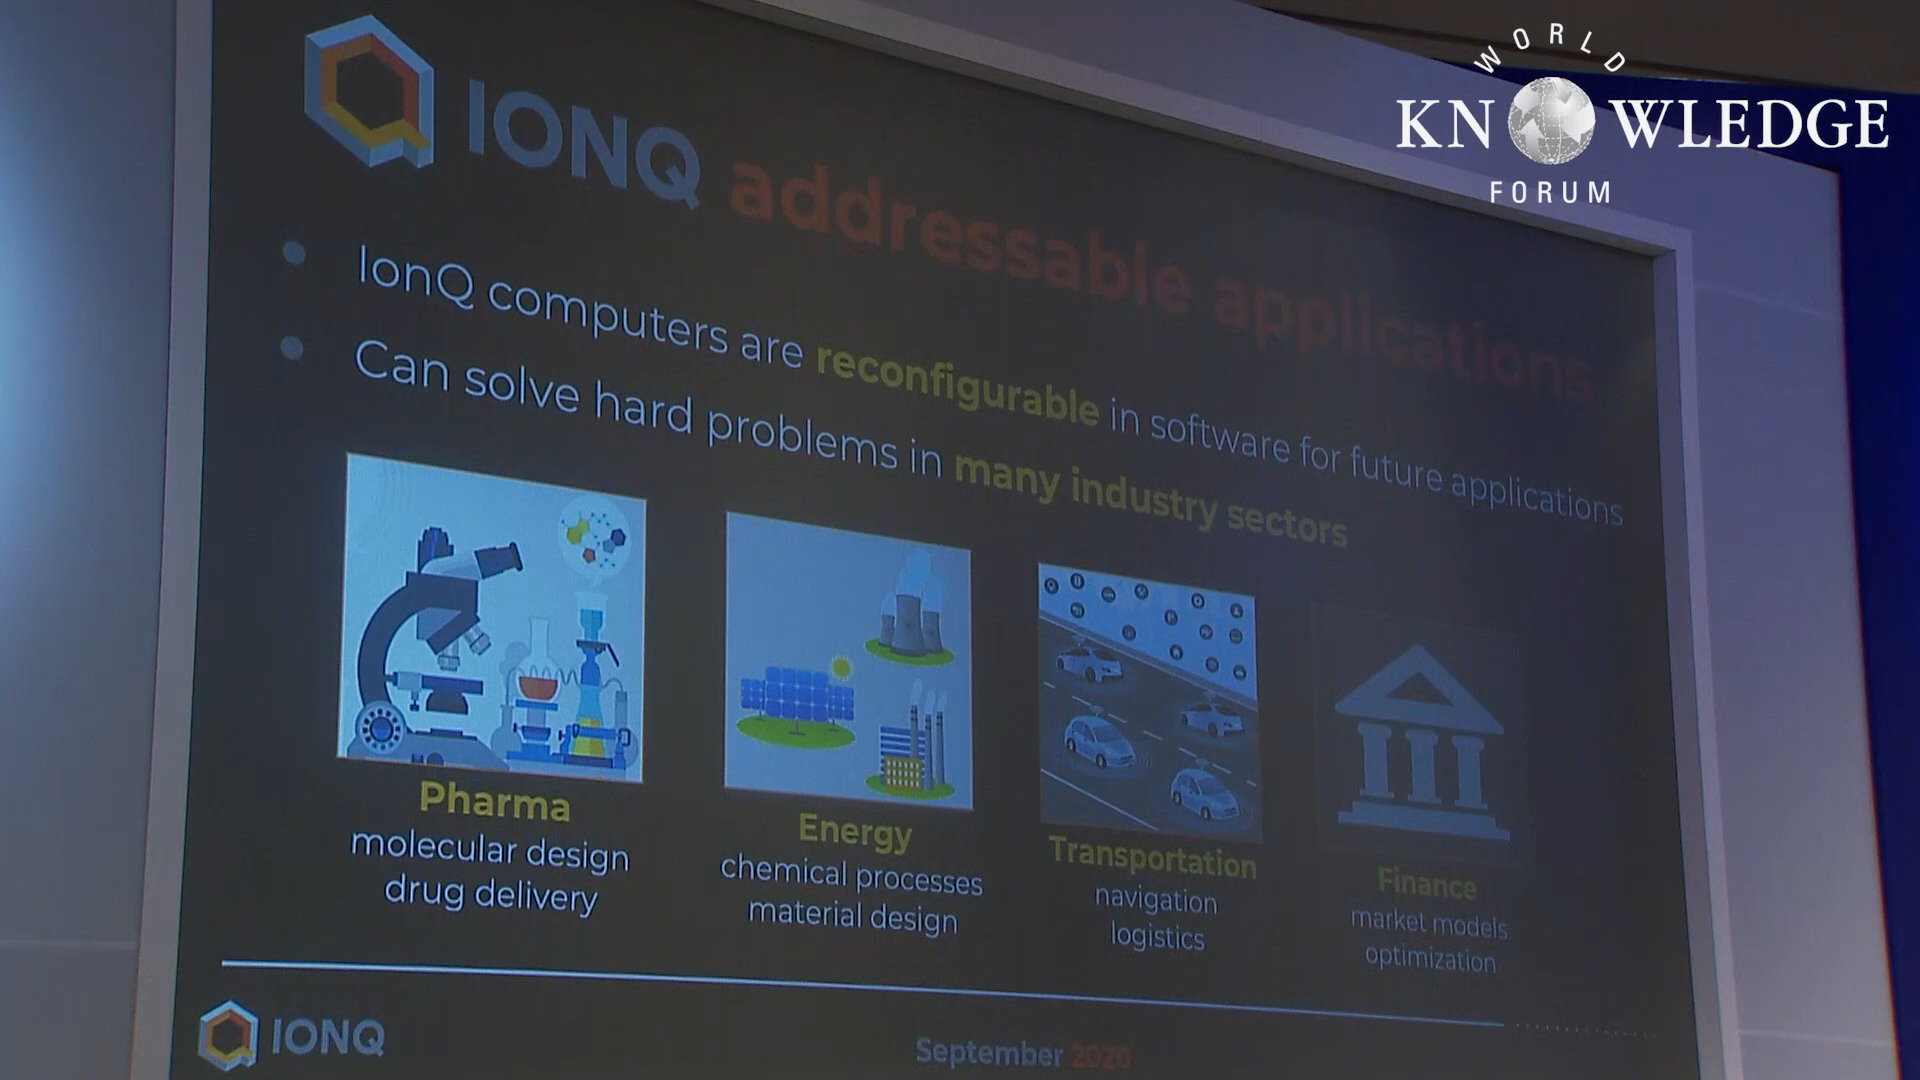 WORLD
KNOWLEDGE
FORUM
IONQ addressable applications
• IonQ computers are reconfigurable in software for future applications
• Can solve hard problems in many industry sectors
Pharma
molecular design
drug delivery
Energy
chemical processes
material design
Transportation
navigation
logistics
Finance
market models
optimization
IONQ
September 2020